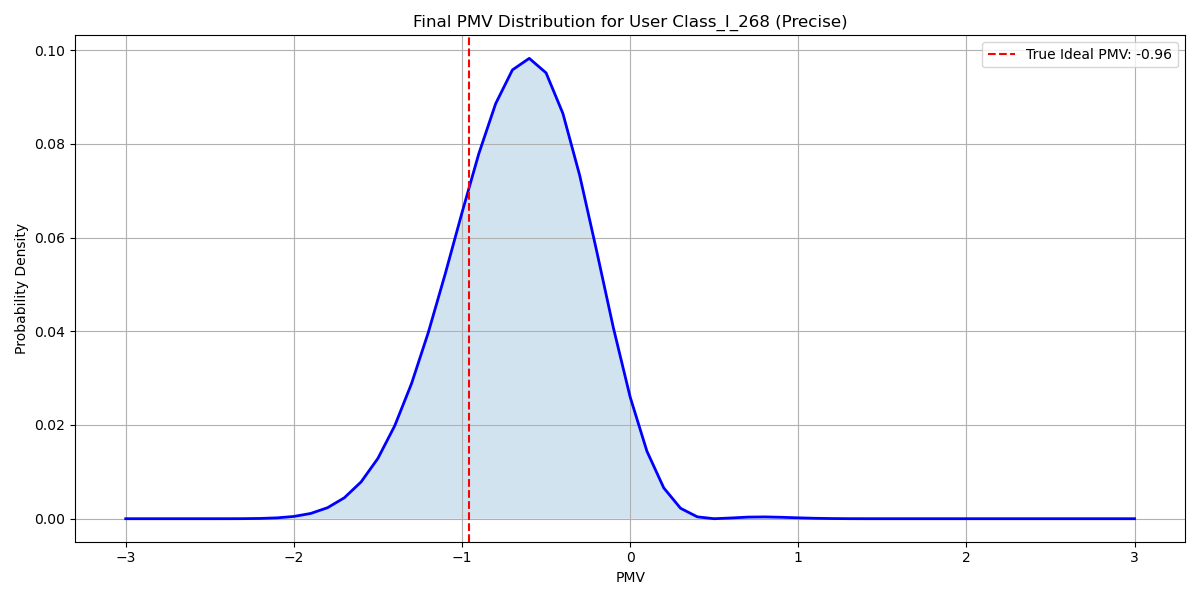 Final PMV Distribution for User Class_I_268 (Precise)
True Ideal PMV: -0.96
Probability Density
0.10
0.08
0.06
0.04
0.02
0.00
−3 −2 −1 0 1 2 3
PMV